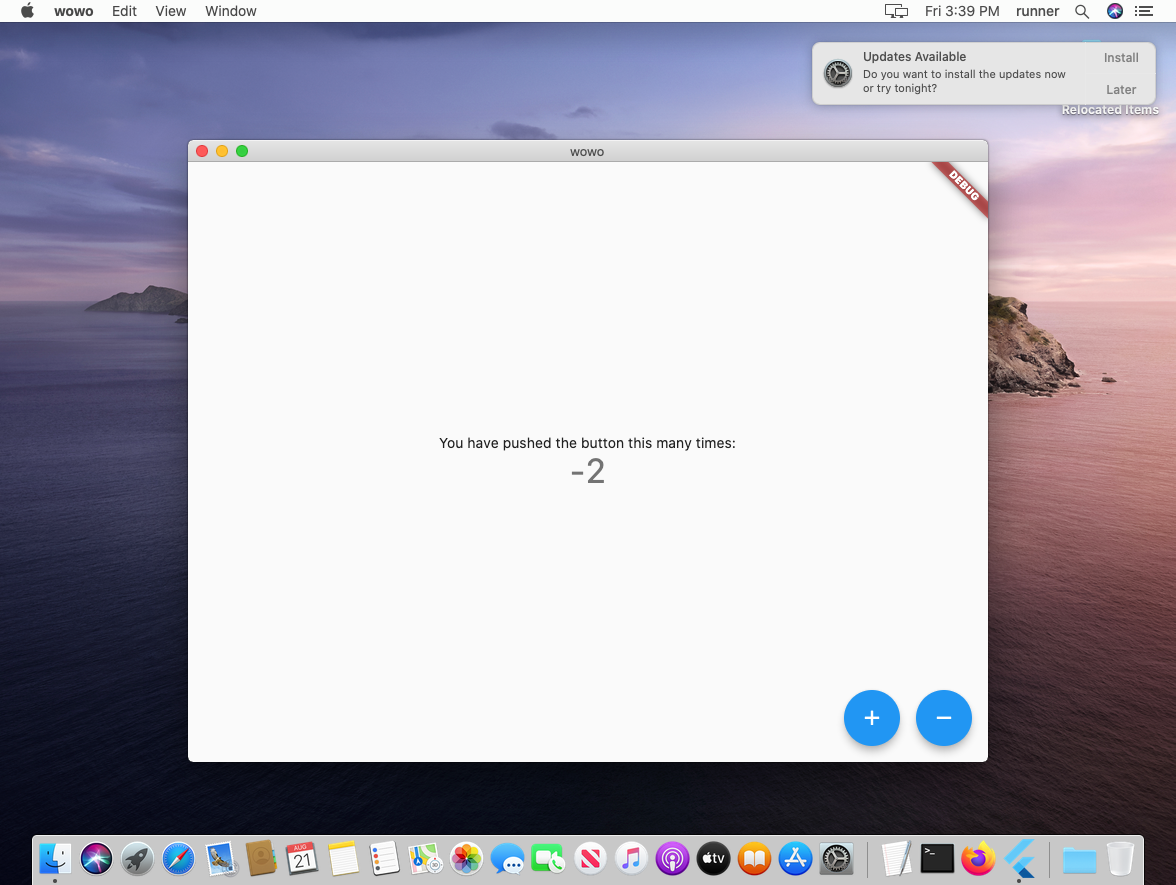 wowo Edit View Window Fri 3:39 PM runner
Updates Available
Install
Do you want to install the updates now
or try tonight?
Later
Relocated Items
wowo
DEBUG
You have pushed the button this many times:
-2
+ −
AUG
21
3D
tv
>_